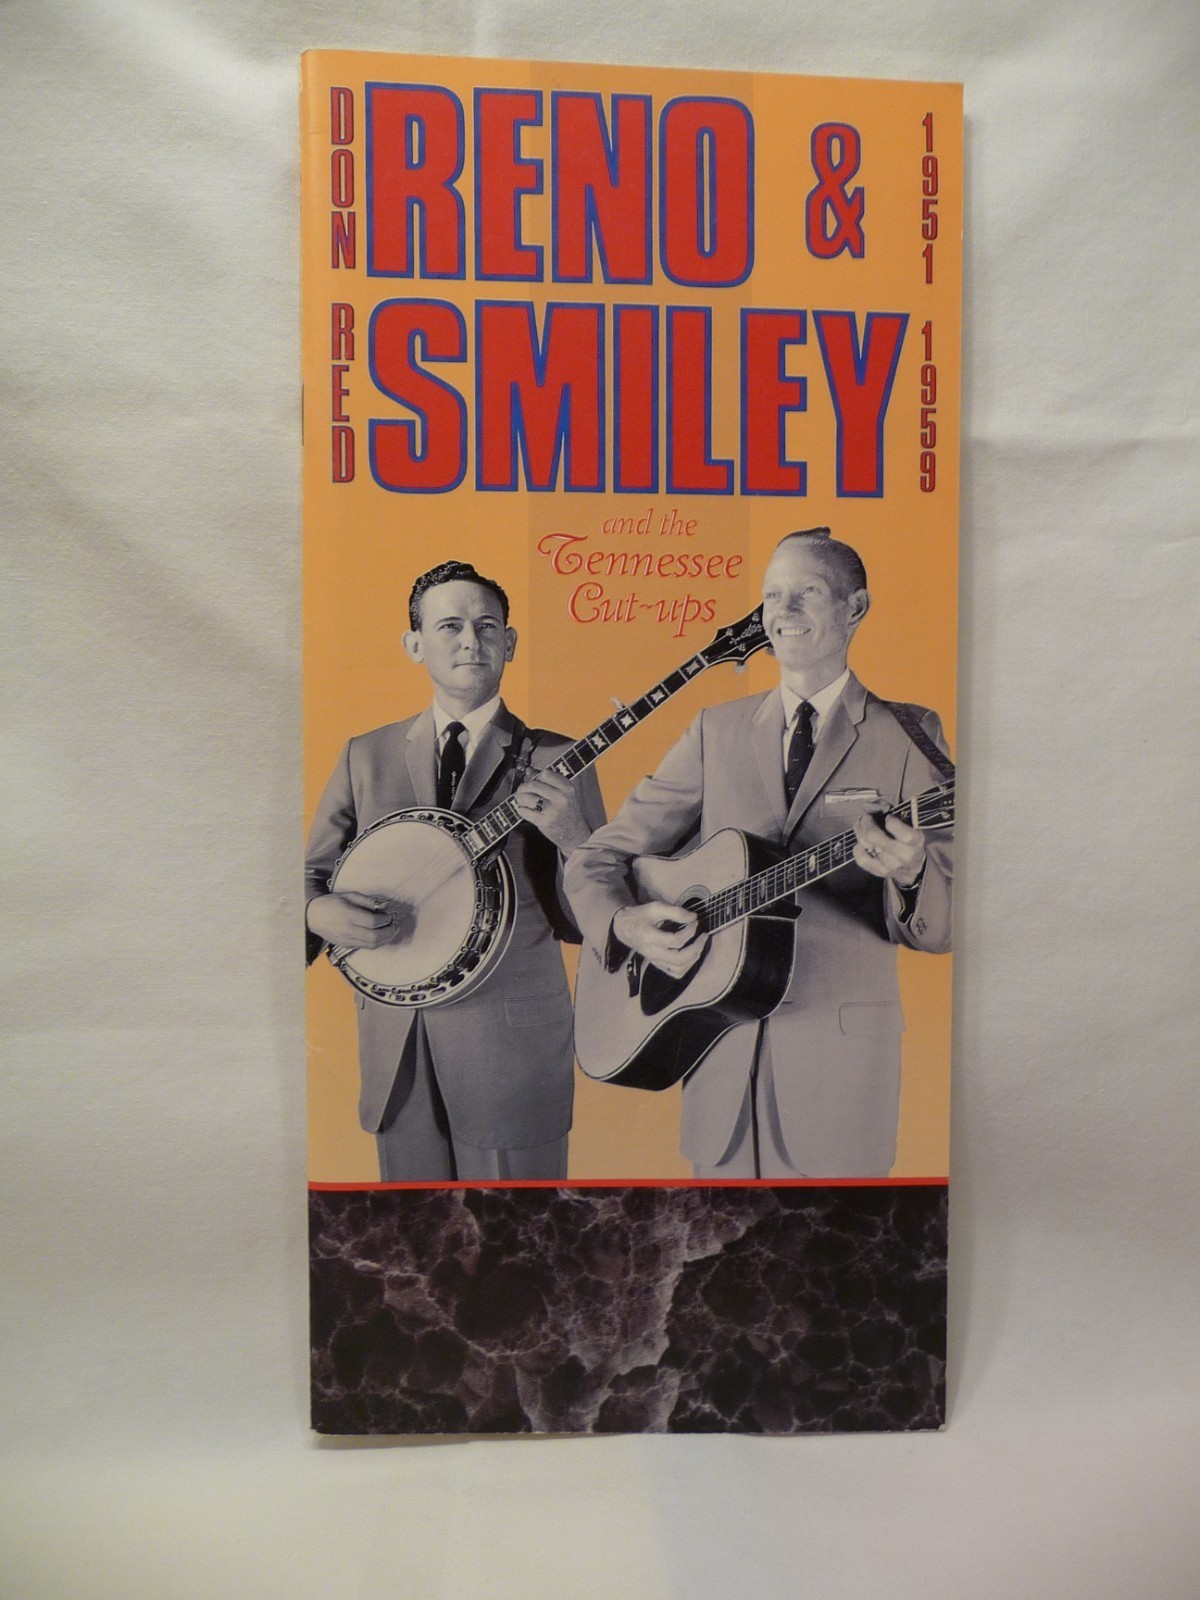 DON RENO & 1951
RED SMILEY 1959
and the
Tennessee
Cut~ups